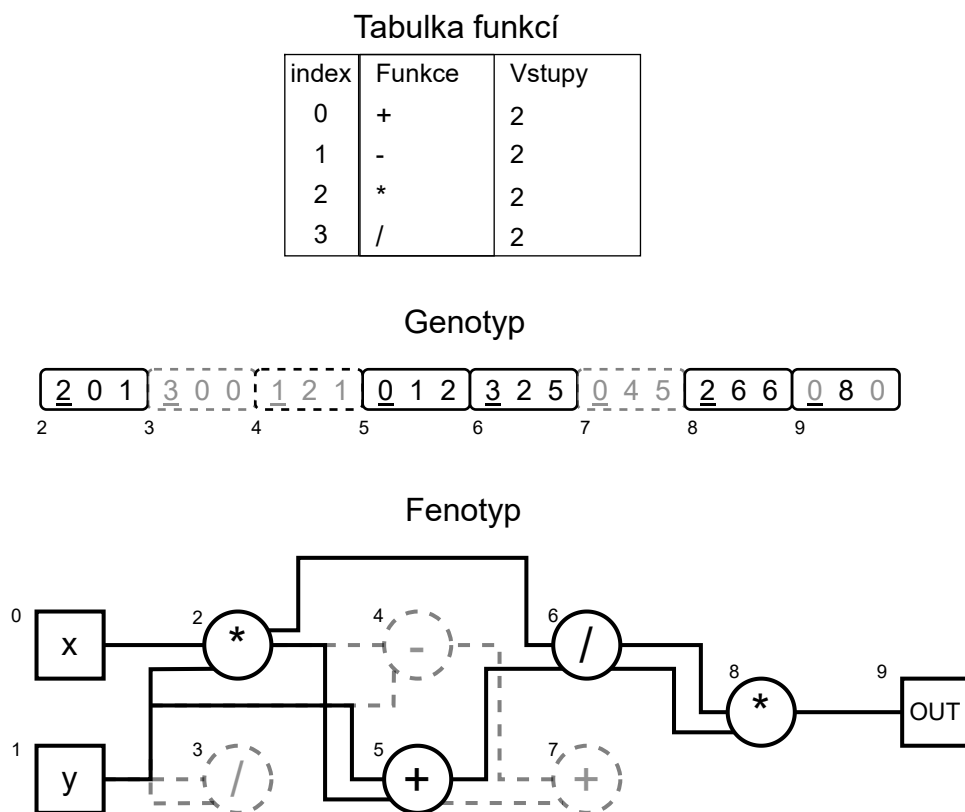 Tabulka funkcí
index Funkce Vstupy
0 + 2
1 - 2
2 * 2
3 / 2
Genotyp
2 0 1 3 0 0 1 2 1 0 1 2 3 2 5 0 4 5 2 6 6 0 8 0
2 3 4 5 6 7 8 9
Fenotyp
0 x 2 * 4 - 6 /
8 * 9 OUT
1 y 3 / 5 + 7 +